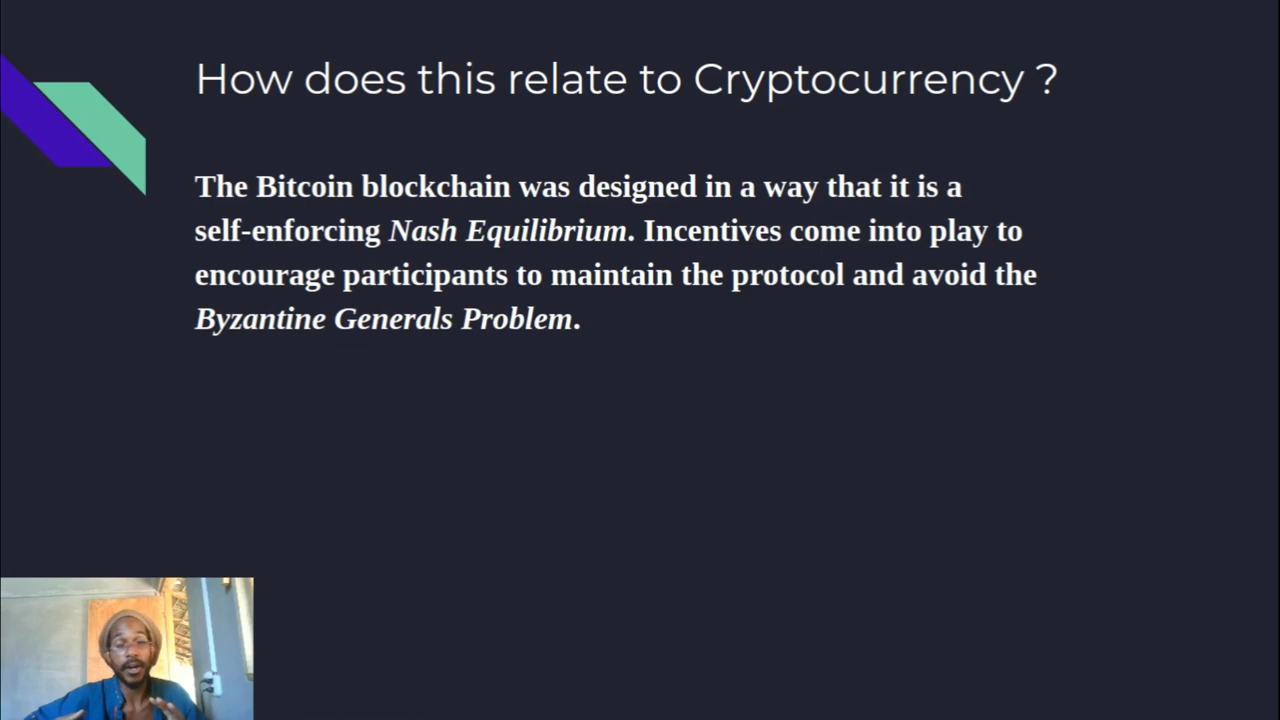 How does this relate to Cryptocurrency ?
The Bitcoin blockchain was designed in a way that it is a
self-enforcing Nash Equilibrium. Incentives come into play to
encourage participants to maintain the protocol and avoid the
Byzantine Generals Problem.